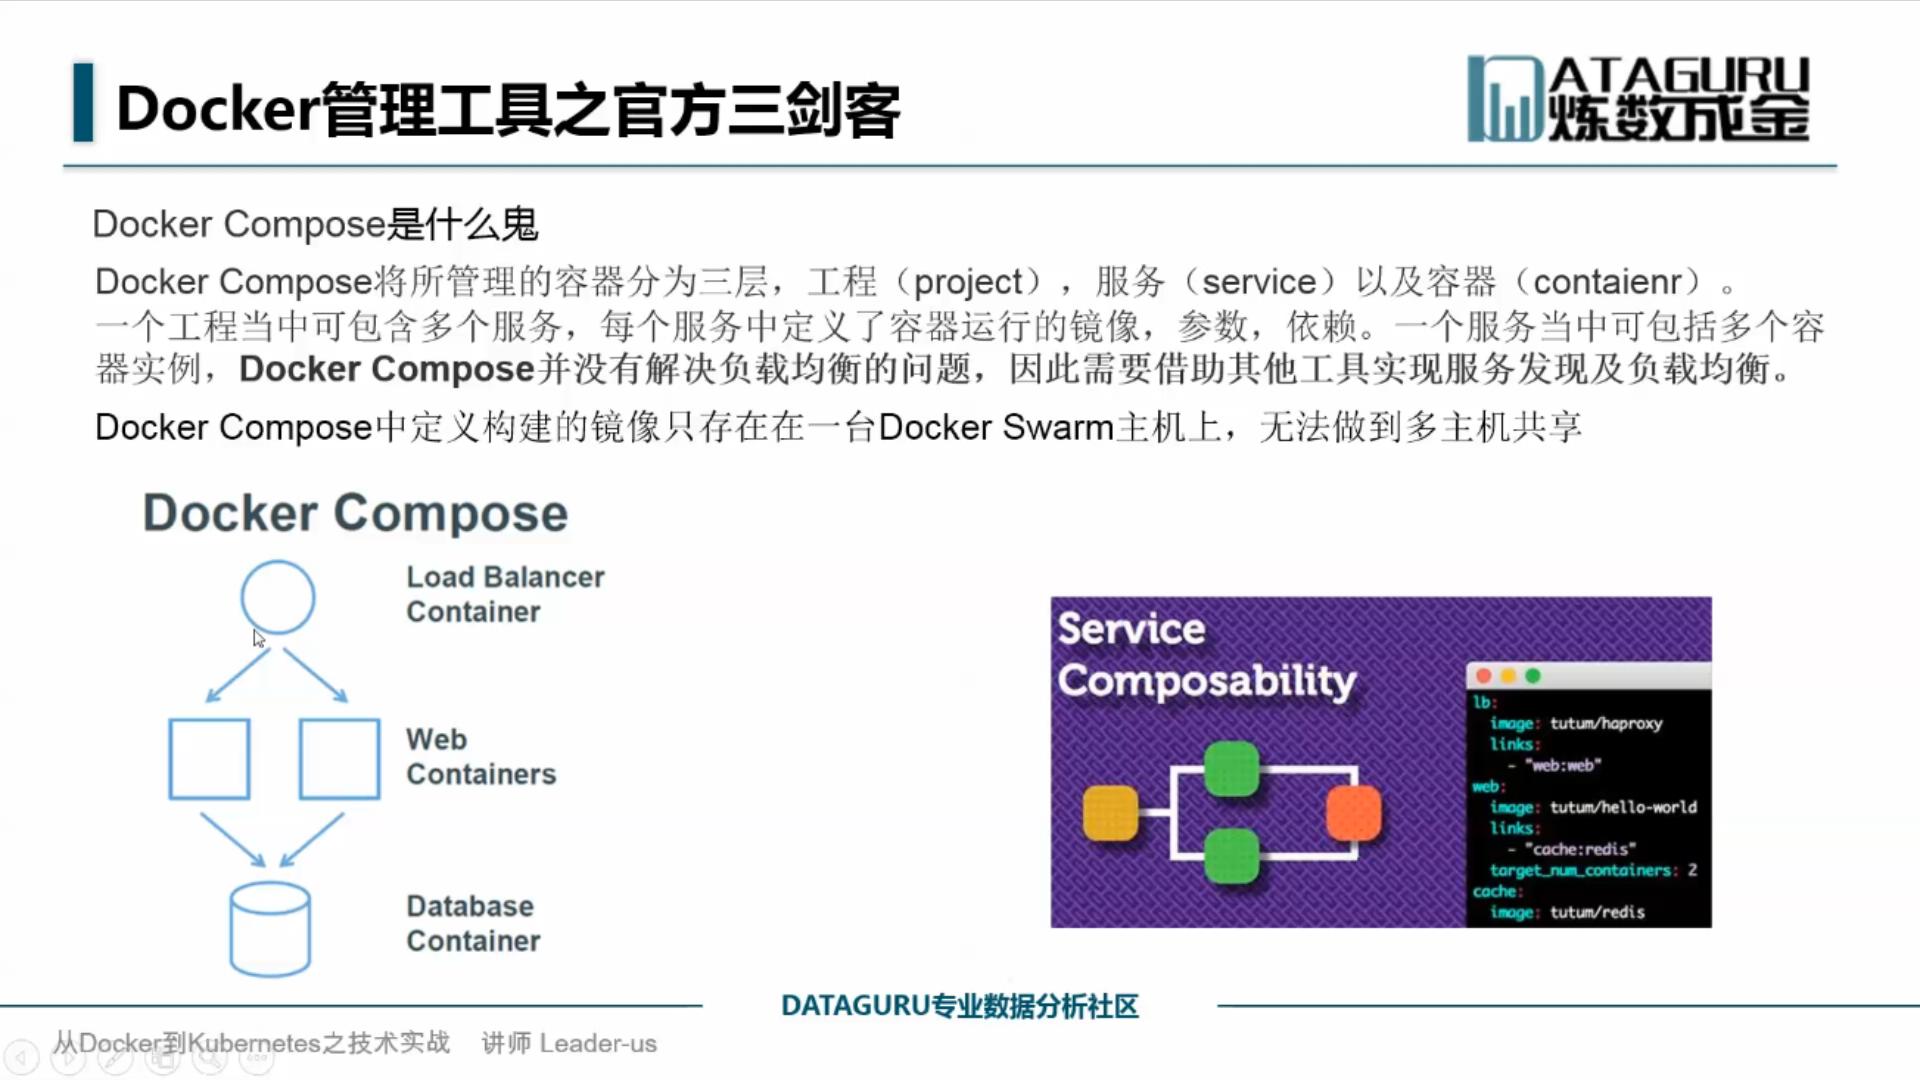 Docker管理工具之官方三剑客
DATAGURU
炼数成金
Docker Compose是什么鬼
Docker Compose将所管理的容器分为三层，工程（project），服务（service）以及容器（contaienr）。
一个工程当中可包含多个服务，每个服务中定义了容器运行的镜像，参数，依赖。一个服务当中可包括多个容
器实例，Docker Compose并没有解决负载均衡的问题，因此需要借助其他工具实现服务发现及负载均衡。
Docker Compose中定义构建的镜像只存在在一台Docker Swarm主机上，无法做到多主机共享
Docker Compose
Load Balancer
Container
Web
Containers
Database
Container
Service
Composability
lb:
image: tutum/haproxy
links:
- "web:web"
web:
image: tutum/hello-world
links:
- "cache:redis"
target_num_containers: 2
cache:
image: tutum/redis
DATAGURU专业数据分析社区
从Docker到Kubernetes之技术实战 讲师 Leader-us